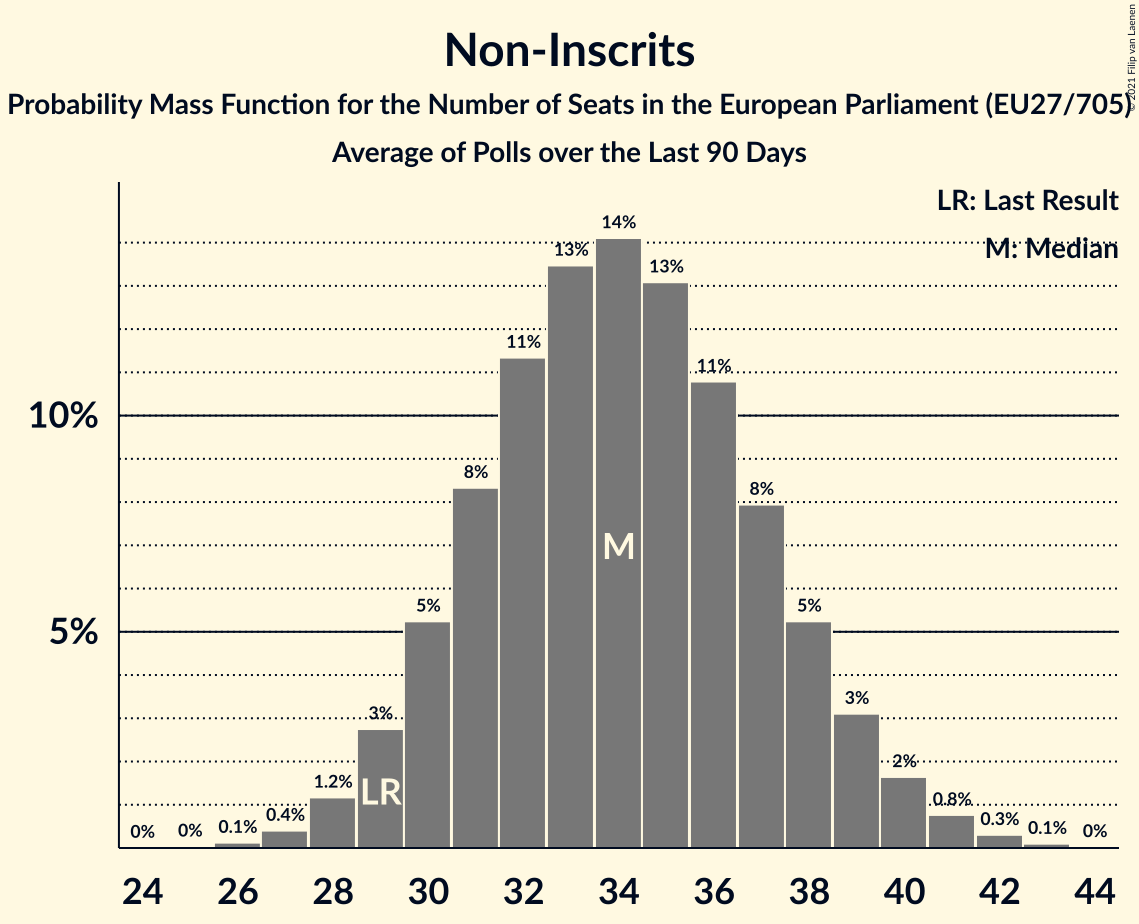 Non-Inscrits
Probability Mass Function for the Number of Seats in the European Parliament (EU27/705)
Average of Polls over the Last 90 Days
© 2021 Filip van Laenen
LR: Last Result
M: Median
14%
13%
13%
11%
11%
10%
8%
8%
M
5%
5%
5%
3%
3%
2%
LR
1.2%
0.8%
0.4%
0.3%
0.1%
0.1%
0%
0%
0%
24 26 28 30 32 34 36 38 40 42 44